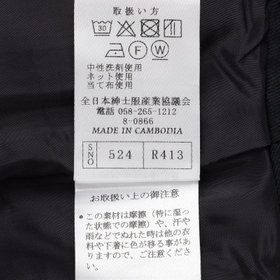 取扱い方
中性洗剤使用
ネット使用
当て布使用
全日本紳士服産業協議会
電話 058-265-1212
8-0866
MADE IN CAMBODIA
SNO 524 R413
お取扱い上の御注意
●この素材は摩擦（特に湿っ
た状態での摩擦）や、汗や
雨などでぬれた時は他の衣
料や下着に色が移る事があ